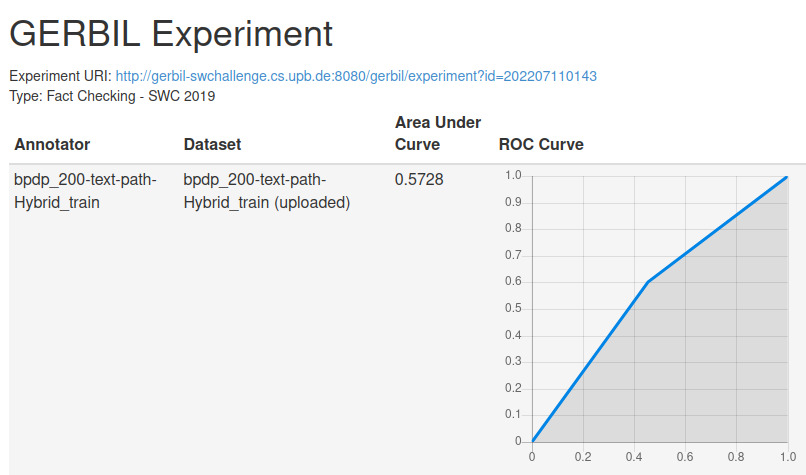 GERBIL Experiment
Experiment URI: http://gerbil-swchallenge.cs.upb.de:8080/gerbil/experiment?id=202207110143
Type: Fact Checking - SWC 2019
Annotator Dataset Area Under Curve ROC Curve
bpdp_200-text-path-
Hybrid_train
bpdp_200-text-path-
Hybrid_train (uploaded)
0.5728
1.0
0.9
0.8
0.7
0.6
0.5
0.4
0.3
0.2
0.1
0
0 0.2 0.4 0.6 0.8 1.0